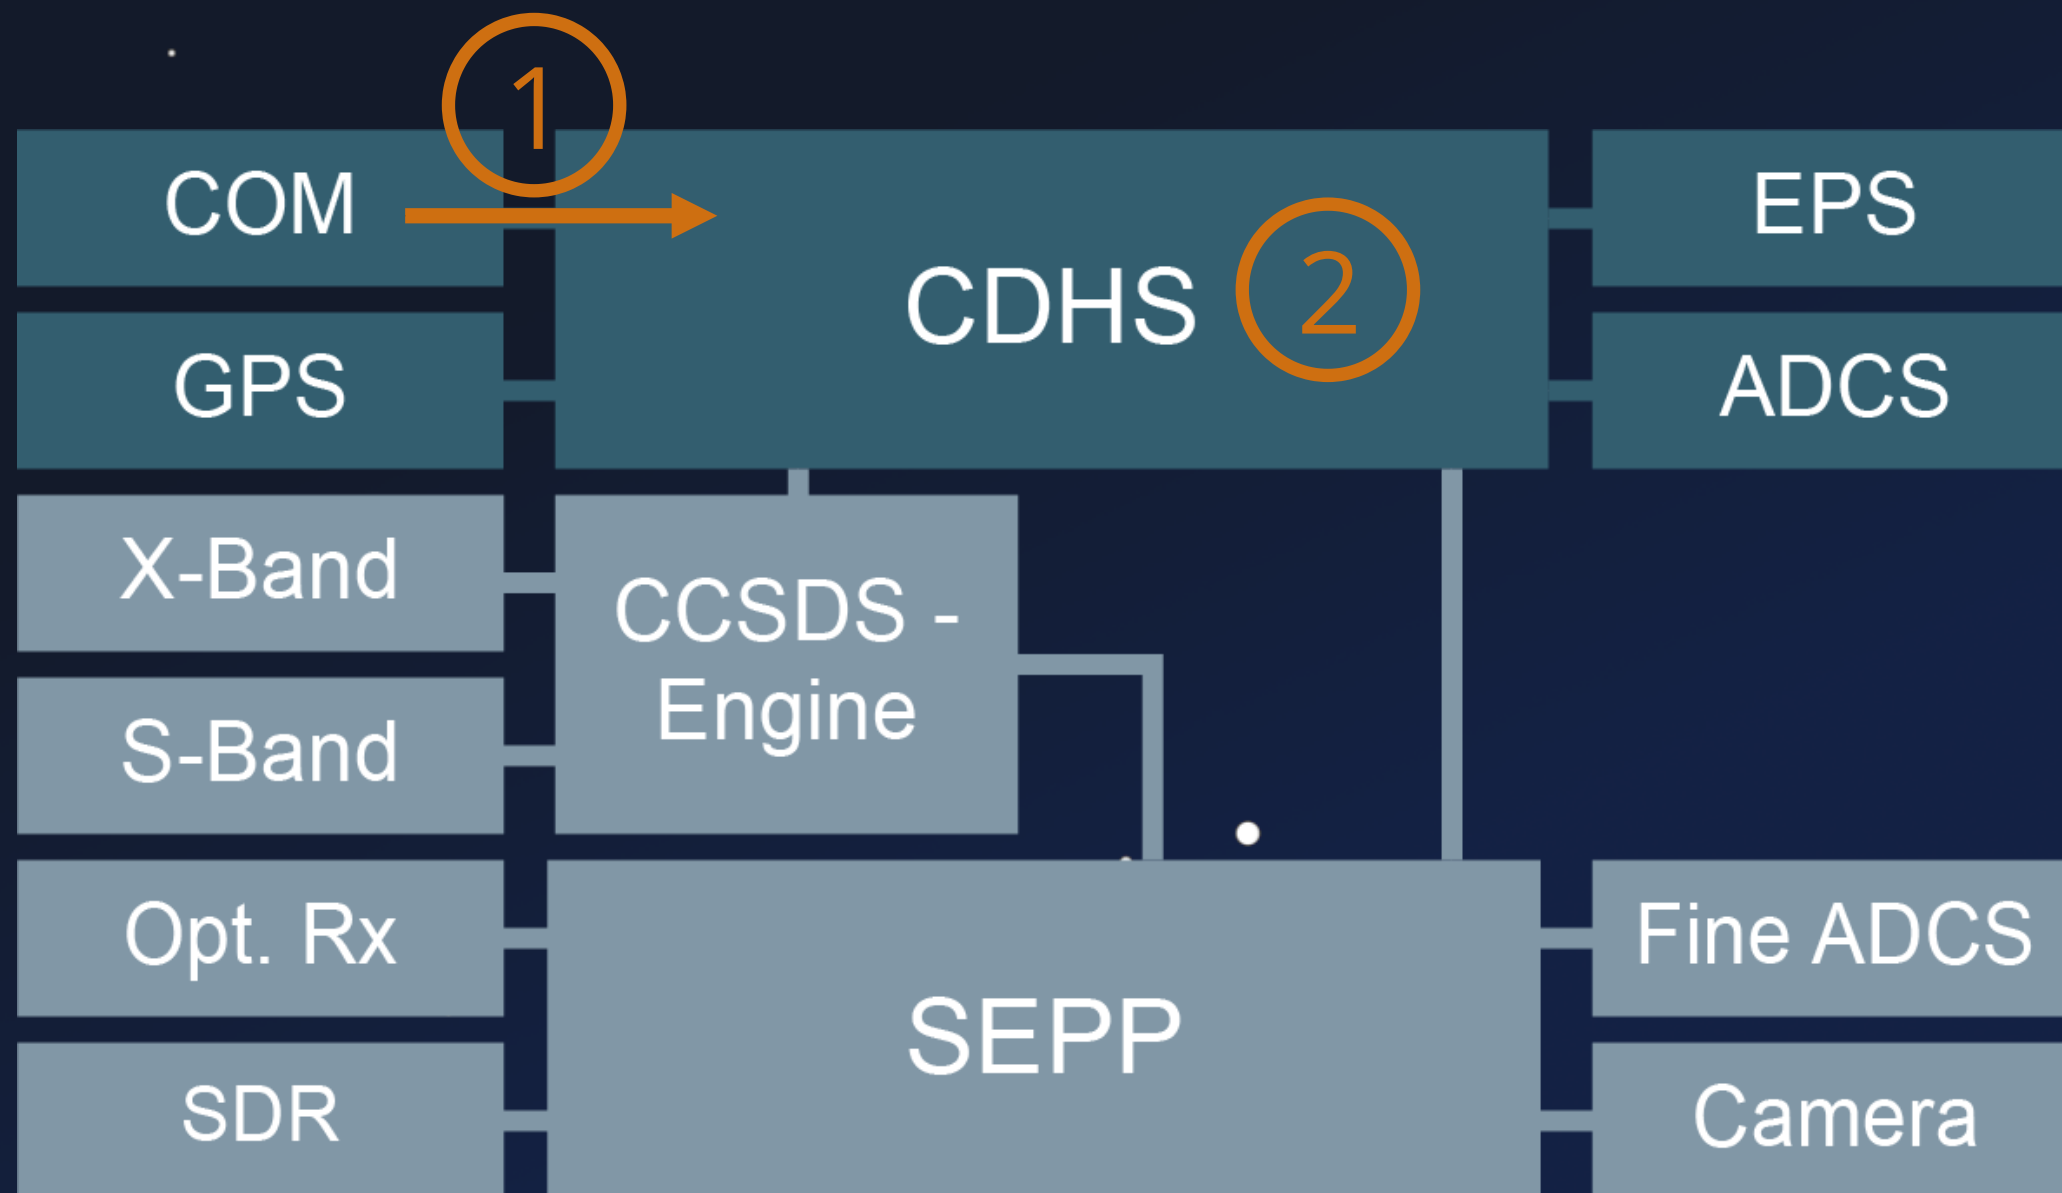 1
COM
CDHS
2
EPS
GPS
ADCS
X-Band
CCSDS -
Engine
S-Band
Opt. Rx
SEPP
Fine ADCS
SDR
Camera